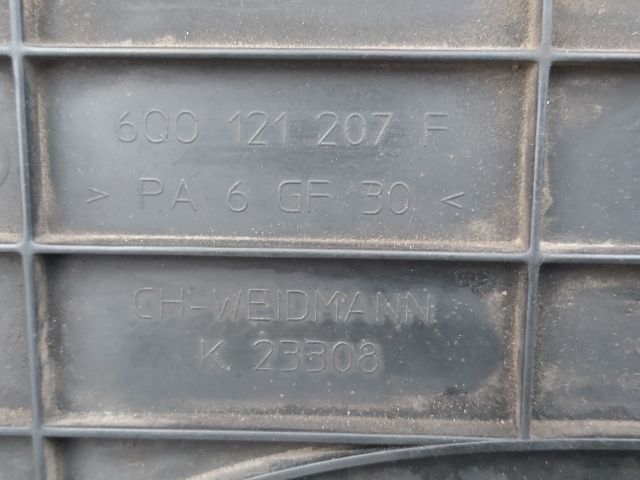 6Q0 121 207 F
> PA 6 GF 30 <
CH-WEIDMANN
K 23308